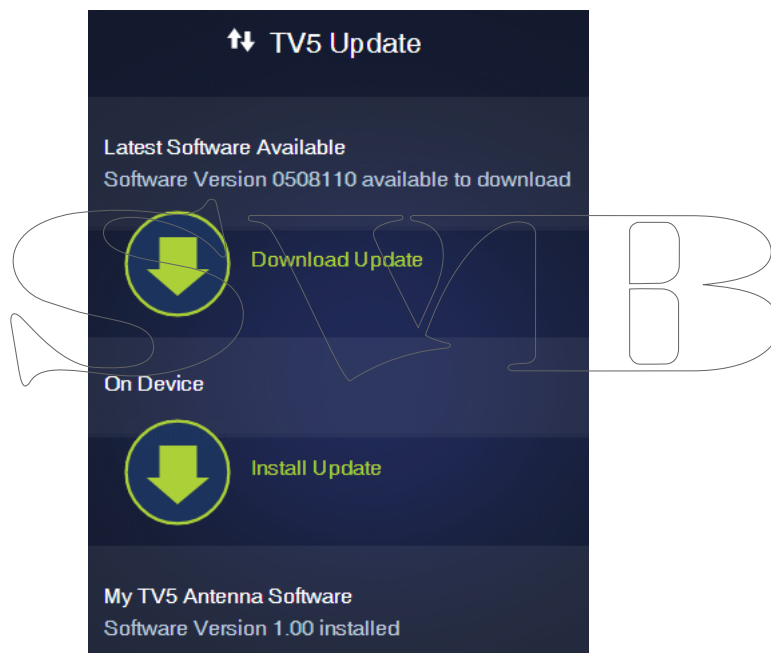 TV5 Update
Latest Software Available
Software Version 0508110 available to download
Download Update
On Device
Install Update
My TV5 Antenna Software
Software Version 1.00 installed